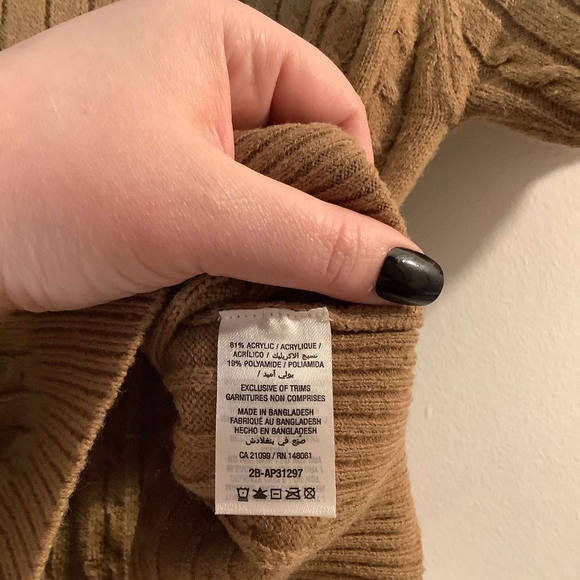 81% ACRYLIC / ACRYLIQUE /
ACRÍLICO / نسيج الاكريليك
19% POLYAMIDE / POLIAMIDA
/ بولي أميد
EXCLUSIVE OF TRIMS
GARNITURES NON COMPRISES
MADE IN BANGLADESH
FABRIQUÉ AU BANGLADESH
HECHO EN BANGLADESH
صنع في بنغلادش
CA 21099 / RN 148061
2B-AP31297